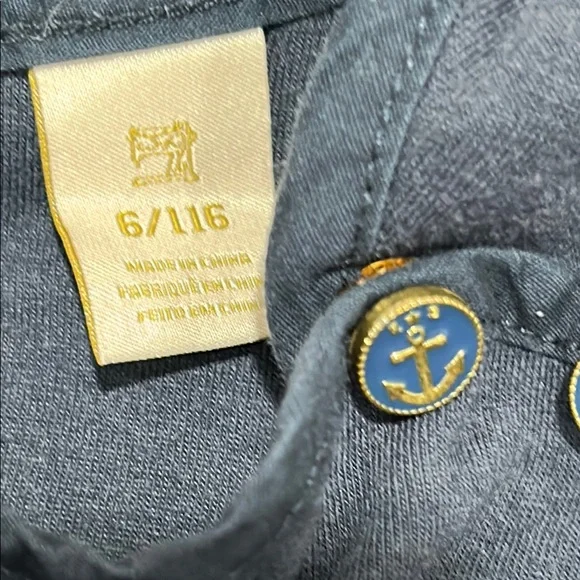 6/116
MADE IN CHINA
FABRIQUÉ EN CHINE
FEITO EM CHINA